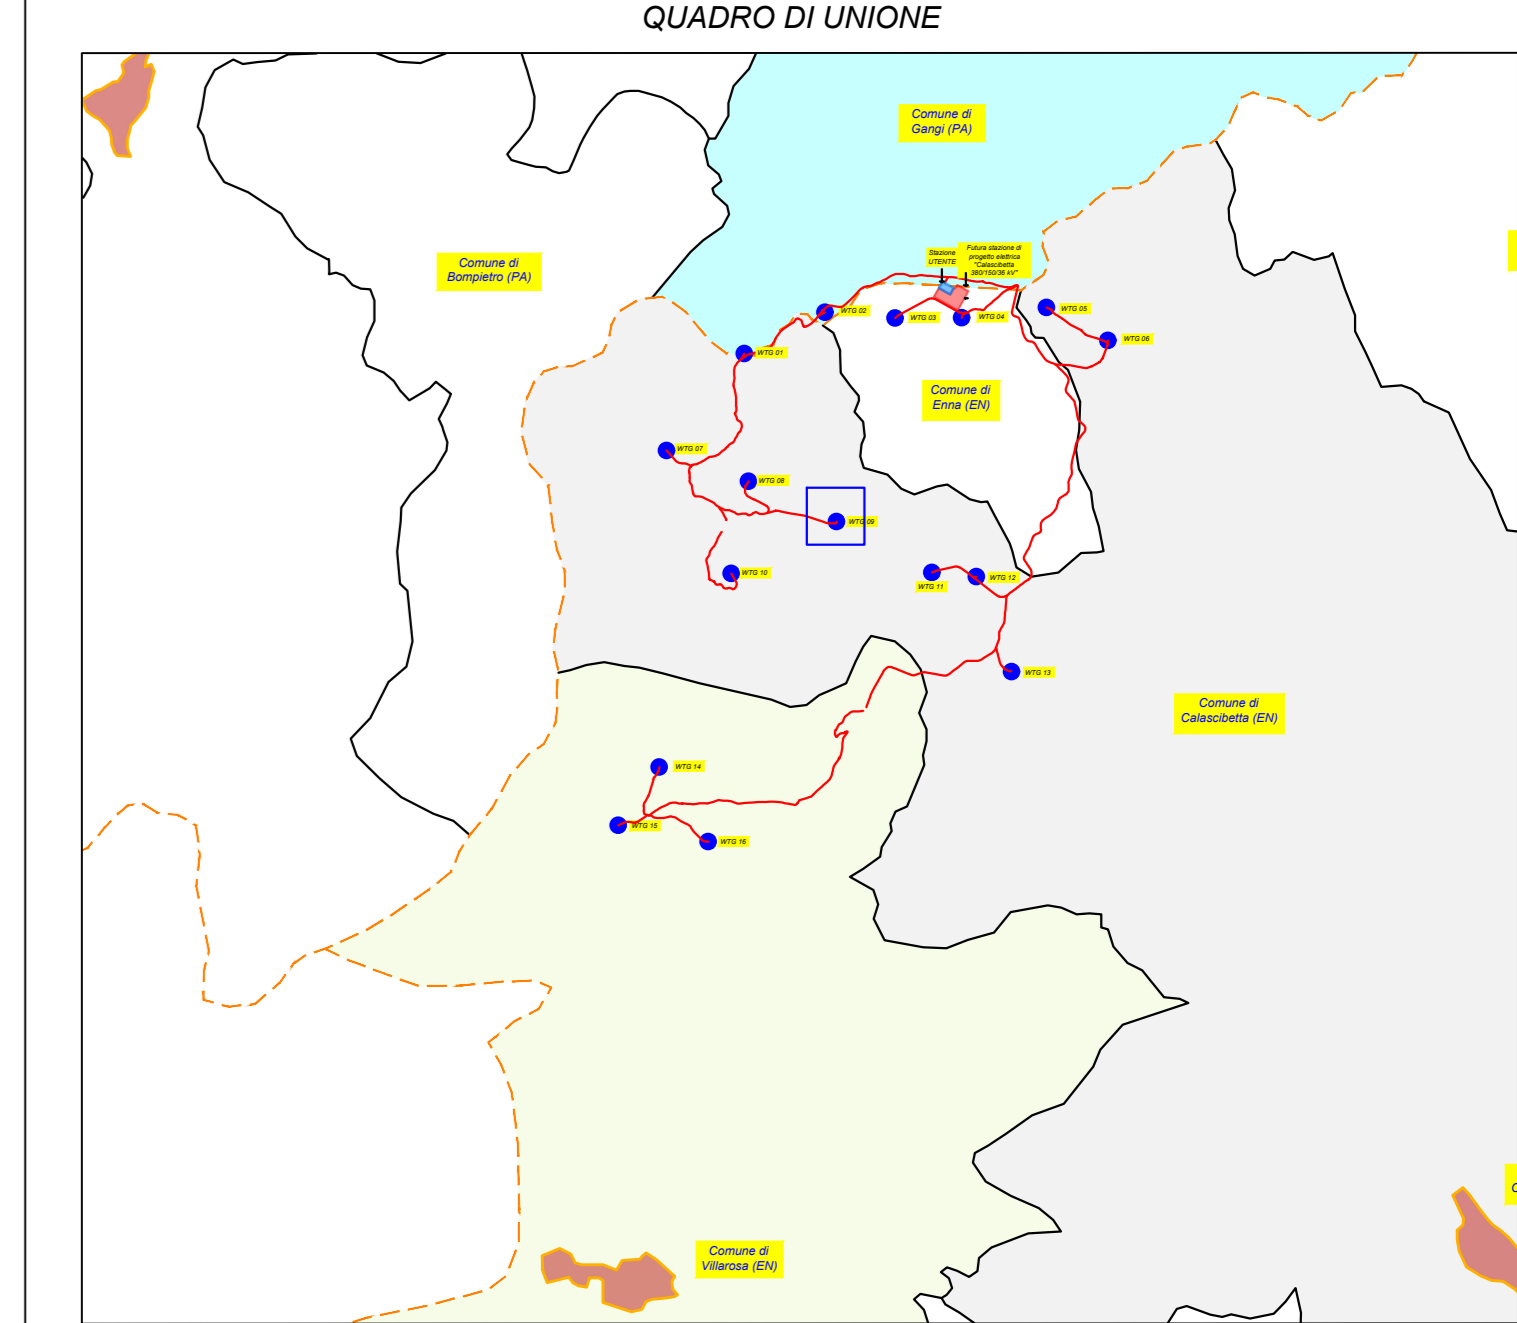 QUADRO DI UNIONE
Comune di
Gangi (PA)
Comune di
Bompietro (PA)
Stazione
UTENTE
Futura stazione di
progetto elettrica
"Calascibetta
380/150/36 kV"
WTG 01
WTG 02
WTG 03
WTG 04
WTG 05
WTG 06
Comune di
Enna (EN)
WTG 07
WTG 08
WTG 09
WTG 10
WTG 11
WTG 12
WTG 13
Comune di
Calascibetta (EN)
WTG 14
WTG 15
WTG 16
Comune di
Villarosa (EN)